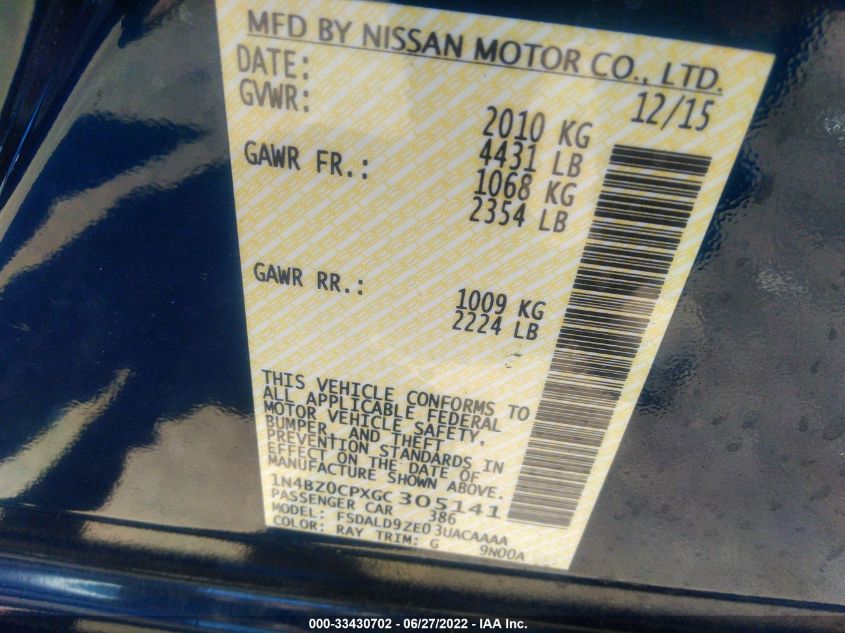 MFD BY NISSAN MOTOR CO., LTD.
DATE: 12/15
GVWR: 2010 KG
4431 LB
GAWR FR.: 1068 KG
2354 LB
GAWR RR.: 1009 KG
2224 LB
THIS VEHICLE CONFORMS TO
ALL APPLICABLE FEDERAL
MOTOR VEHICLE SAFETY,
BUMPER, AND THEFT
PREVENTION STANDARDS IN
EFFECT ON THE DATE OF
MANUFACTURE SHOWN ABOVE.
1N4BZ0CPXGC305141
PASSENGER CAR 386
MODEL: FSDALD9ZE03UACAAAA
COLOR: RAY TRIM: G 9N00A
000-33430702 - 06/27/2022 - IAA Inc.